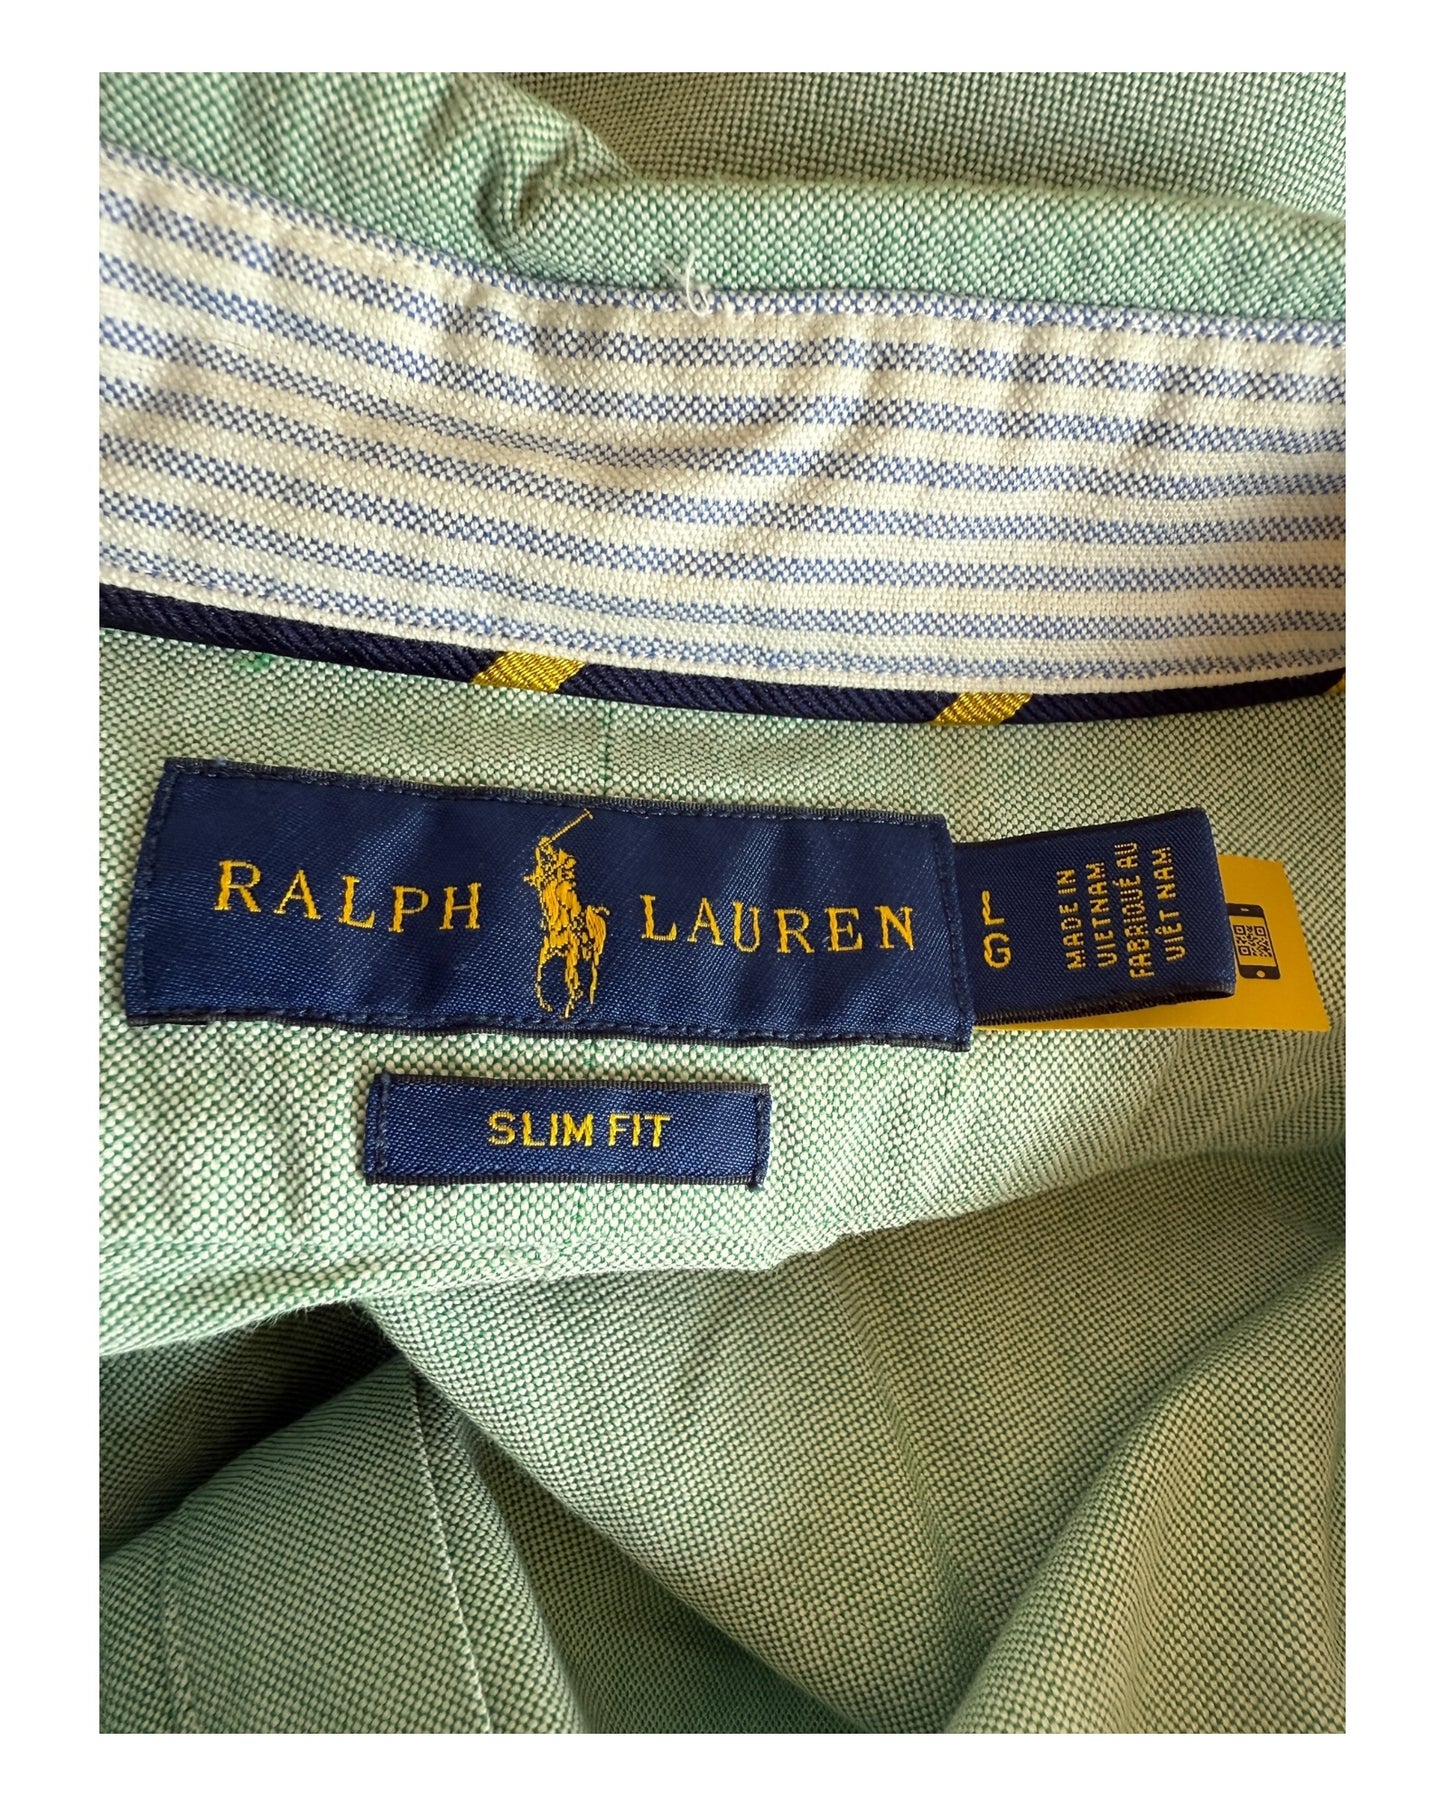 RALPH LAUREN
L
G
MADE IN
VIETNAM
FABRIQUÉ AU
VIÊT NAM
SLIM FIT